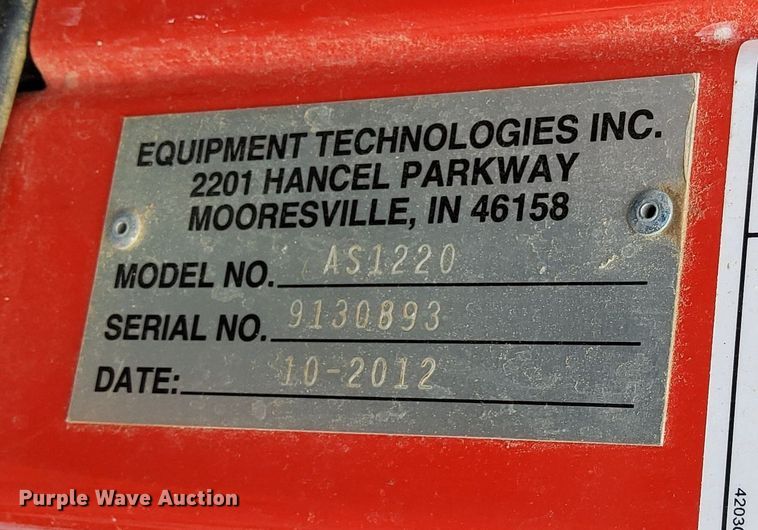 EQUIPMENT TECHNOLOGIES INC.
2201 HANCEL PARKWAY
MOORESVILLE, IN 46158
MODEL NO. AS1220
SERIAL NO. 9130893
DATE: 10-2012
Purple Wave Auction